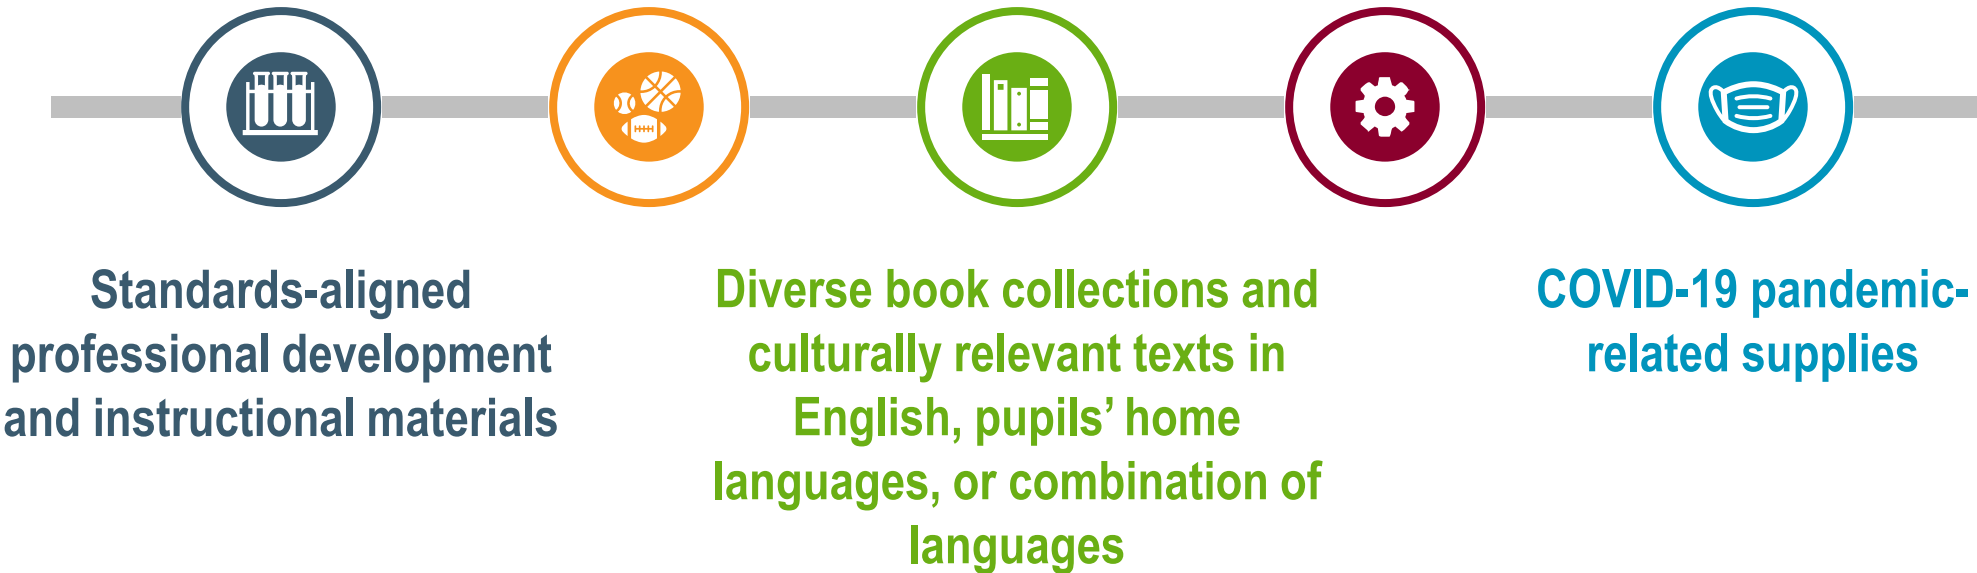 Standards-aligned
professional development
and instructional materials
Diverse book collections and
culturally relevant texts in
English, pupils’ home
languages, or combination of
languages
COVID-19 pandemic-
related supplies